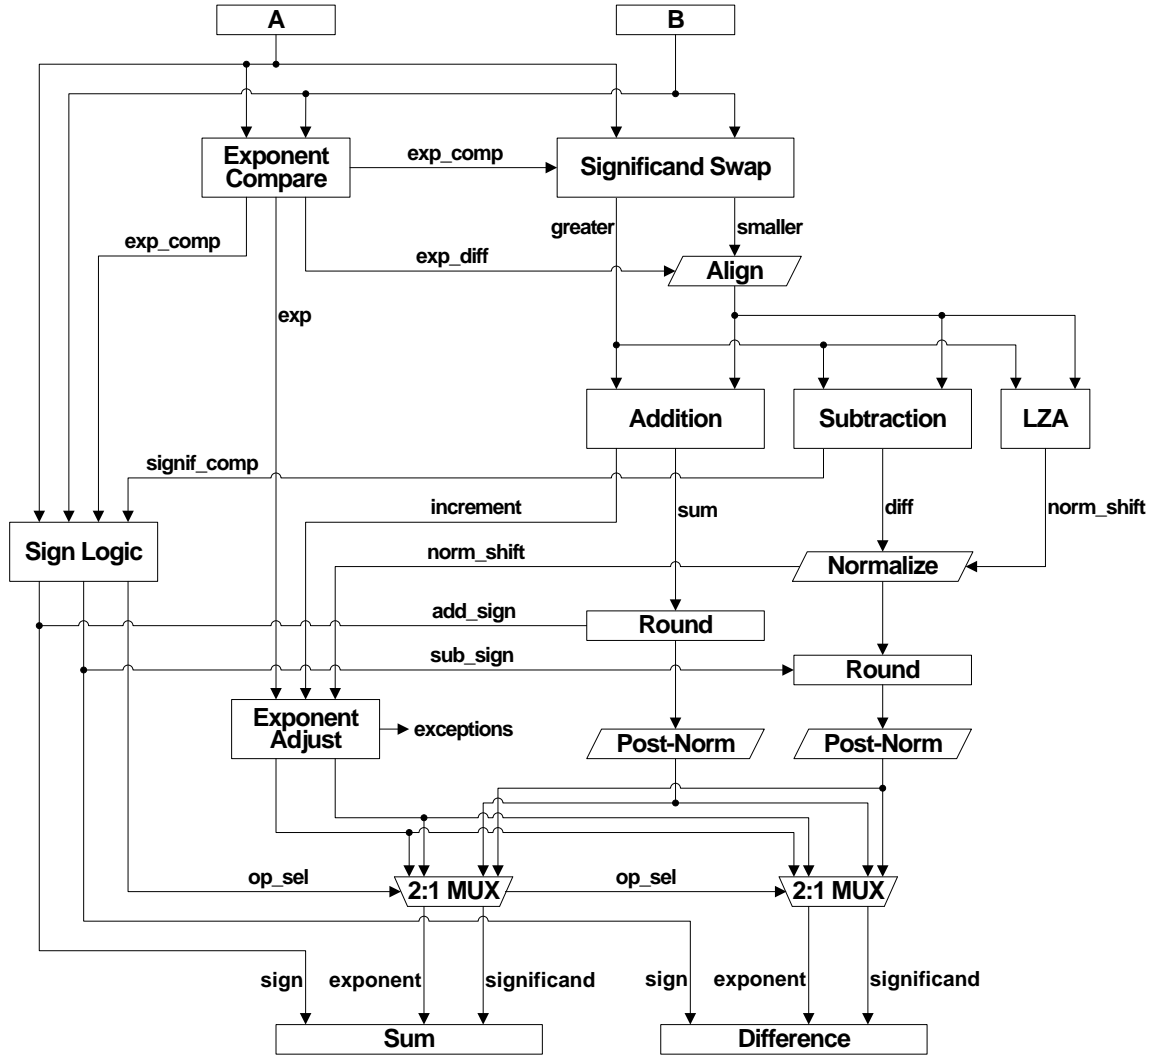 A
B
Exponent
Compare
exp_comp
Significand Swap
greater
smaller
exp_comp
exp_diff
Align
exp
Addition
Subtraction
LZA
signif_comp
increment
sum
diff
norm_shift
Sign Logic
norm_shift
Normalize
add_sign
Round
sub_sign
Round
Exponent
Adjust
exceptions
Post-Norm
Post-Norm
op_sel
2:1 MUX
op_sel
2:1 MUX
sign
exponent
significand
sign
exponent
significand
Sum
Difference